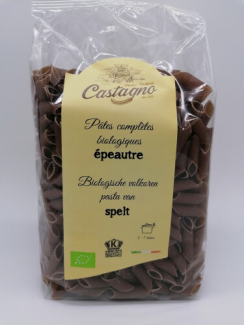 Castagno
Pâtes complètes
biologiques
épeautre
Biologische volkoren
pasta van
spelt